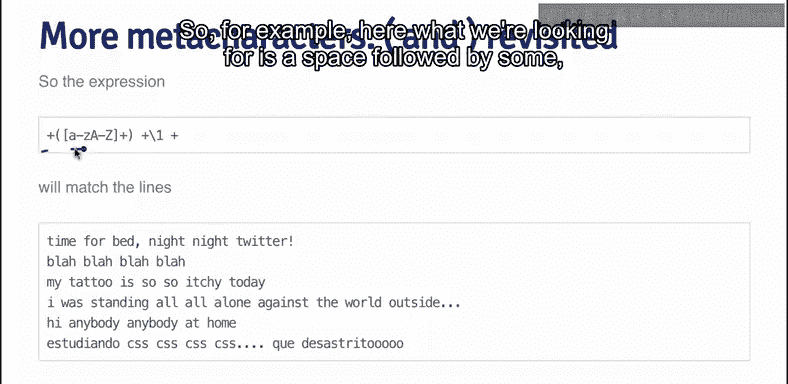 More metacharacters: ( and ) revisited
So, for example, here what we're looking
for is a space followed by some,
So the expression
+([a-zA-Z]+) +\1 +
will match the lines
time for bed, night night twitter!
blah blah blah blah
my tattoo is so so itchy today
i was standing all all alone against the world outside...
hi anybody anybody at home
estudiando css css css css.... que desastritooooo